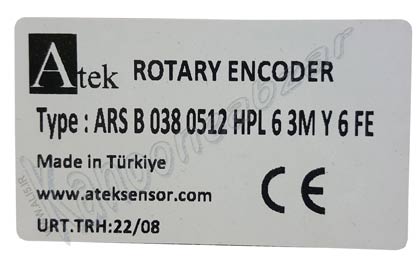 Atek ROTARY ENCODER
Type : ARS B 038 0512 HPL 6 3M Y 6 FE
Made in Türkiye
www.ateksensor.com
CE
URT.TRH:22/08